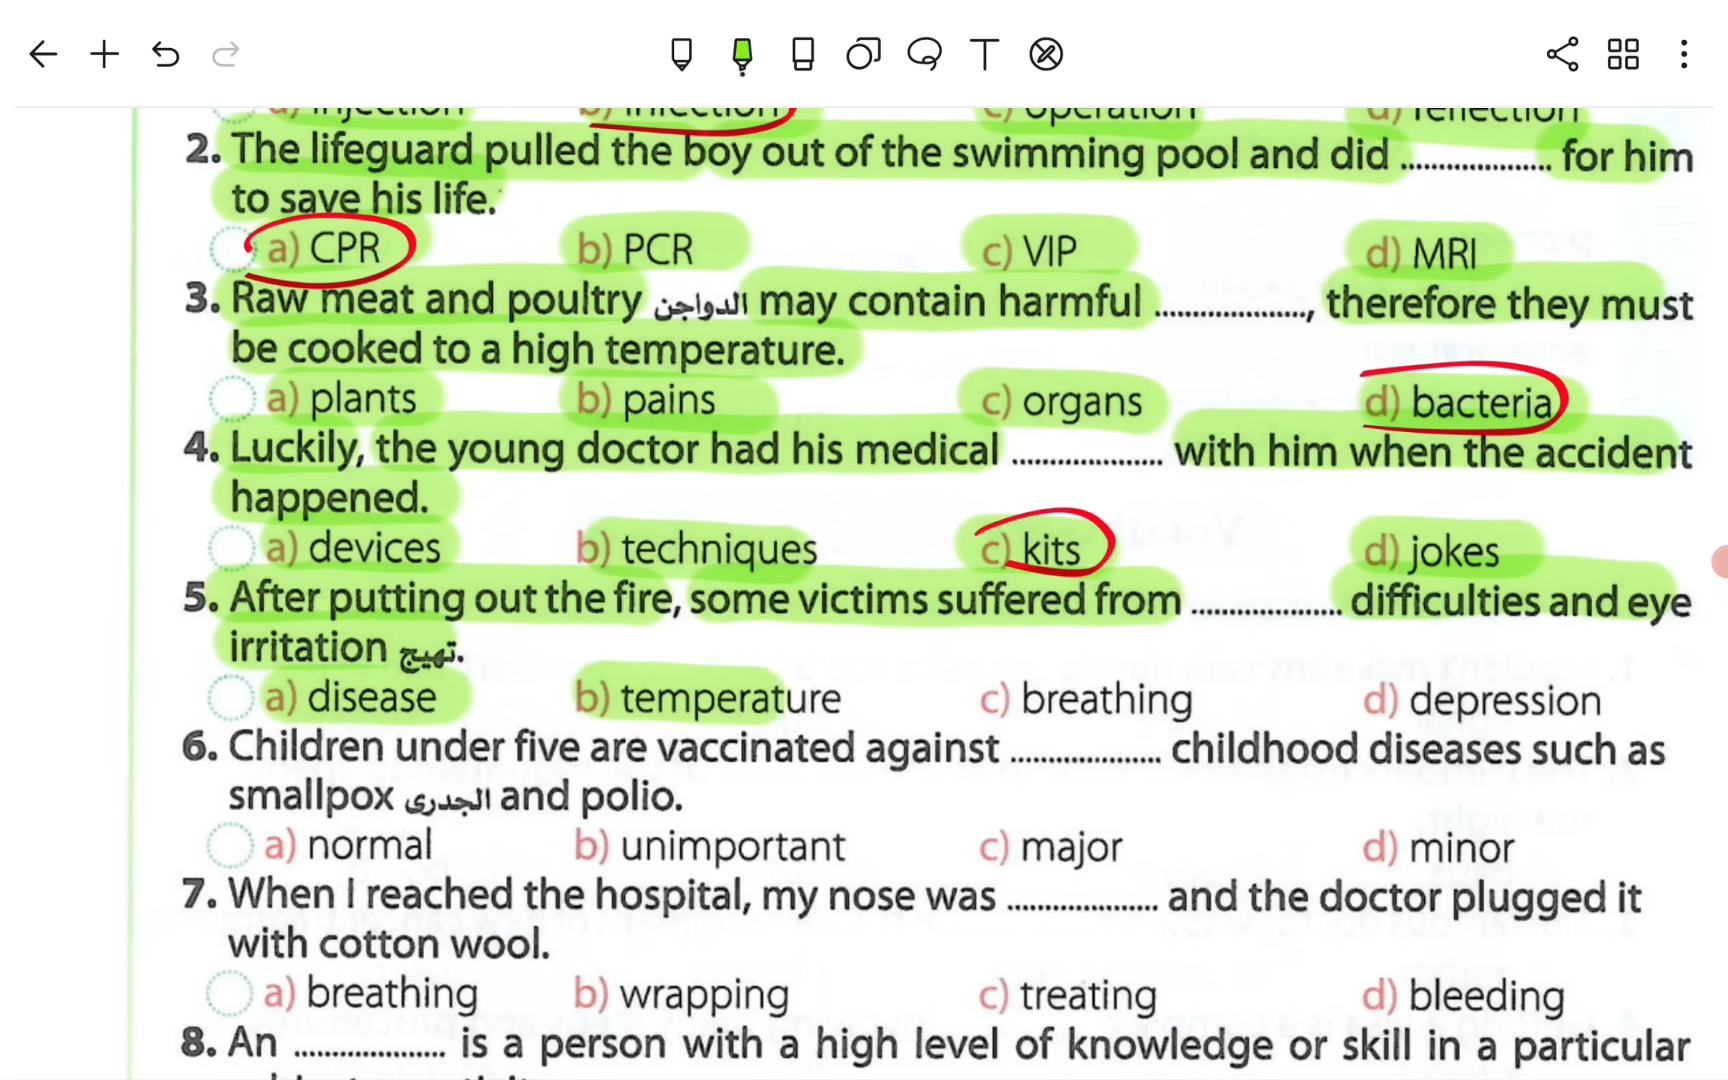 a) injection b) infection c) operation d) reflection
2. The lifeguard pulled the boy out of the swimming pool and did .................. for him
to save his life.
a) CPR b) PCR c) VIP d) MRI
3. Raw meat and poultry الدواجن may contain harmful .................., therefore they must
be cooked to a high temperature.
a) plants b) pains c) organs d) bacteria
4. Luckily, the young doctor had his medical .................. with him when the accident
happened.
a) devices b) techniques c) kits d) jokes
5. After putting out the fire, some victims suffered from .................. difficulties and eye
irritation تهيج.
a) disease b) temperature c) breathing d) depression
6. Children under five are vaccinated against .................. childhood diseases such as
smallpox الجدرى and polio.
a) normal b) unimportant c) major d) minor
7. When I reached the hospital, my nose was .................. and the doctor plugged it
with cotton wool.
a) breathing b) wrapping c) treating d) bleeding
8. An .................. is a person with a high level of knowledge or skill in a particular